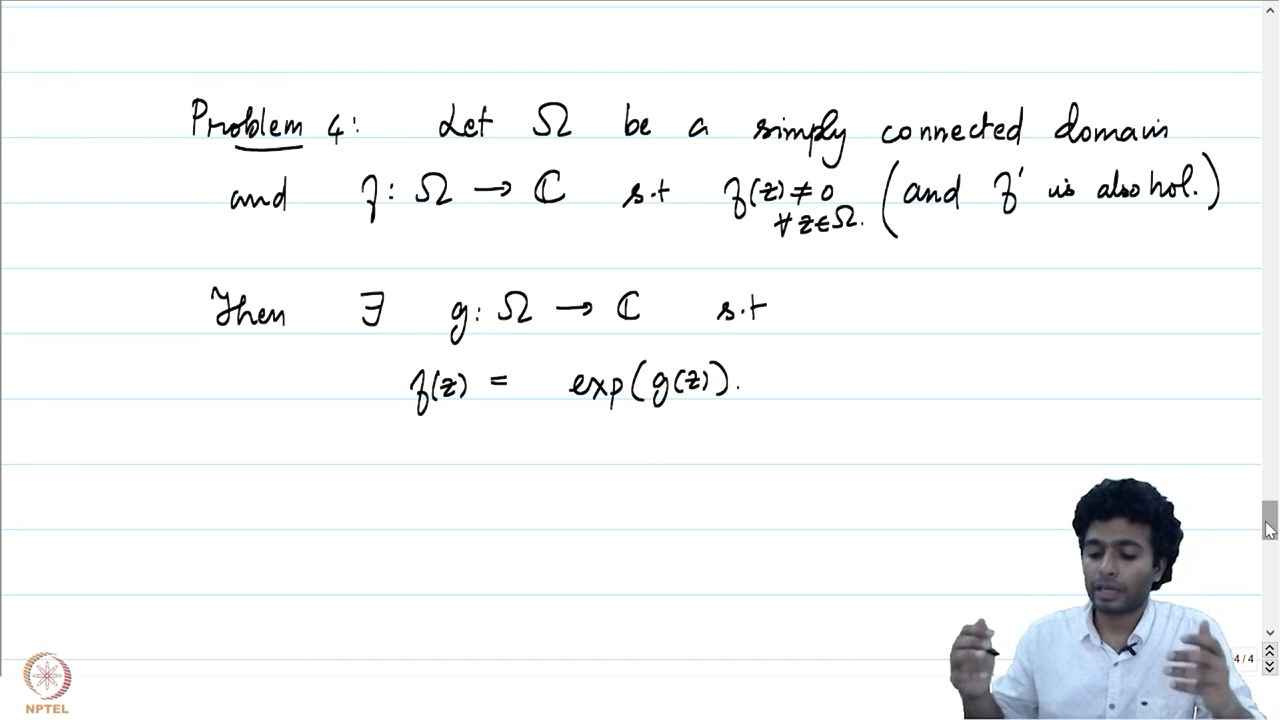 Problem 4: Let Ω be a simply connected domain
and f: Ω → ℂ s.t f(z) ≠ 0 (and f' is also hol.)
∀ z ∈ Ω.
Then ∃ g: Ω → ℂ s.t
f(z) = exp(g(z)).
4 / 4
NPTEL